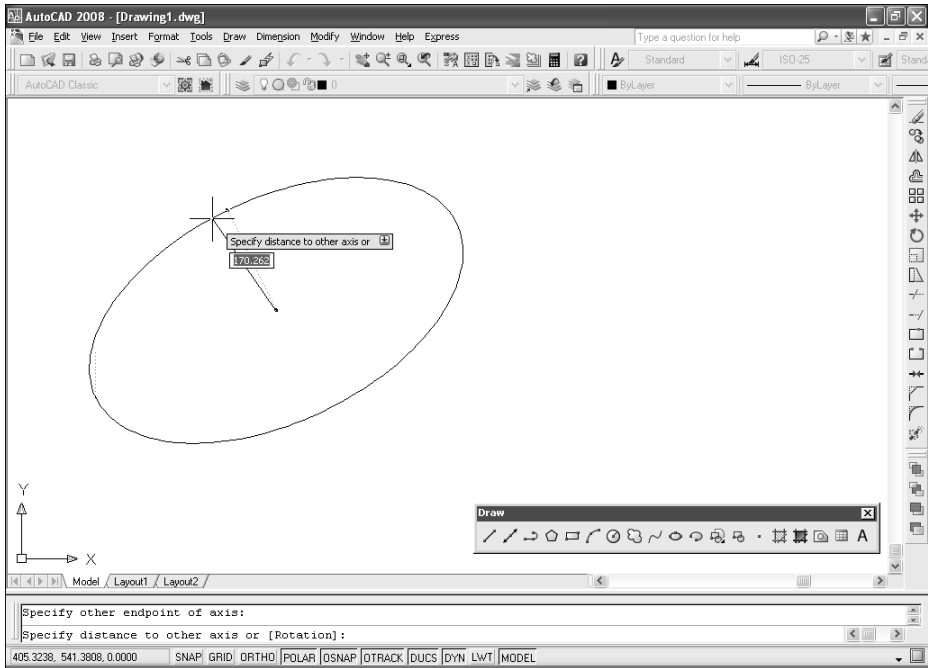 AutoCAD 2008 - [Drawing1.dwg]
File Edit View Insert Format Tools Draw Dimension Modify Window Help Express
Type a question for help
Standard
ISO-25
Stand
AutoCAD Classic
0
ByLayer
ByLayer
Specify distance to other axis or
170.262
Y
X
Draw
A
Model
Layout1
Layout2
Specify other endpoint of axis:
Specify distance to other axis or [Rotation]:
405.3238, 541.3808, 0.0000
SNAP GRID ORTHO POLAR OSNAP OTRACK DUCS DYN LWT MODEL